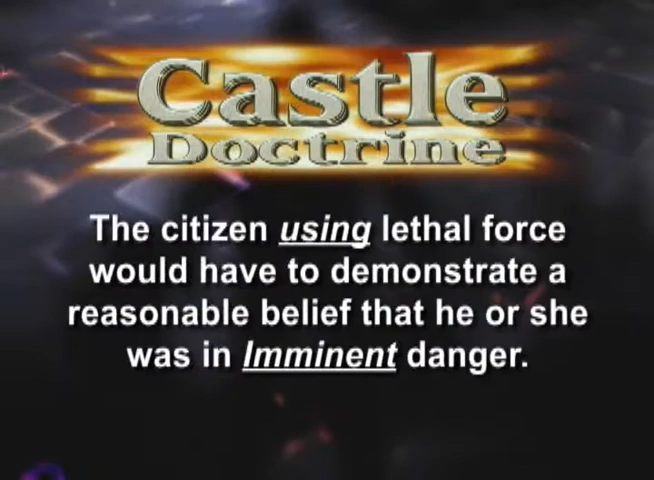 Castle
Doctrine
The citizen using lethal force
would have to demonstrate a
reasonable belief that he or she
was in Imminent danger.